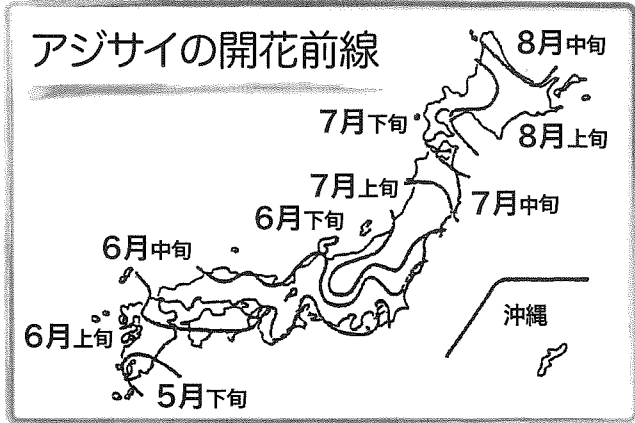 アジサイの開花前線
8月中旬
7月下旬
8月上旬
7月上旬
7月中旬
6月下旬
6月中旬
沖縄
6月上旬
5月下旬